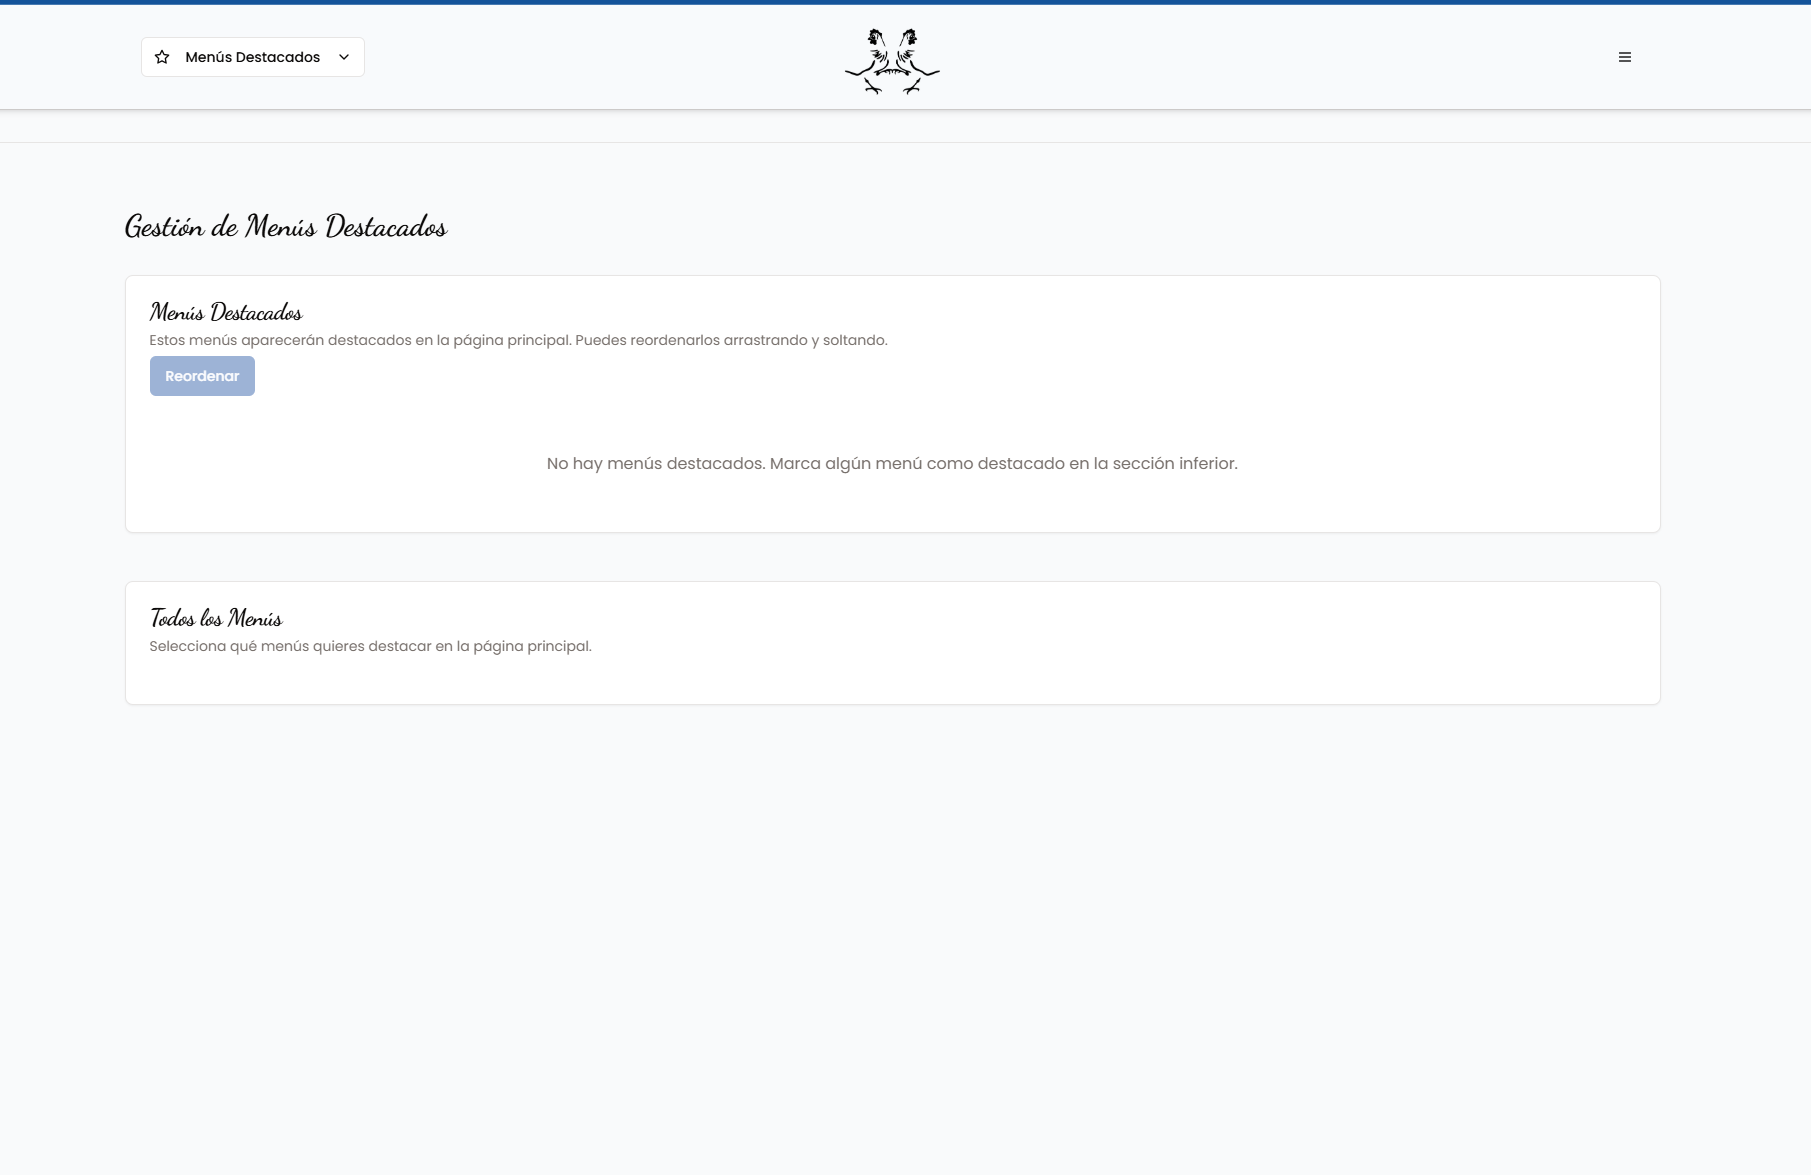 Menús Destacados
Gestión de Menús Destacados
Menús Destacados
Estos menús aparecerán destacados en la página principal. Puedes reordenarlos arrastrando y soltando.
Reordenar
No hay menús destacados. Marca algún menú como destacado en la sección inferior.
Todos los Menús
Selecciona qué menús quieres destacar en la página principal.